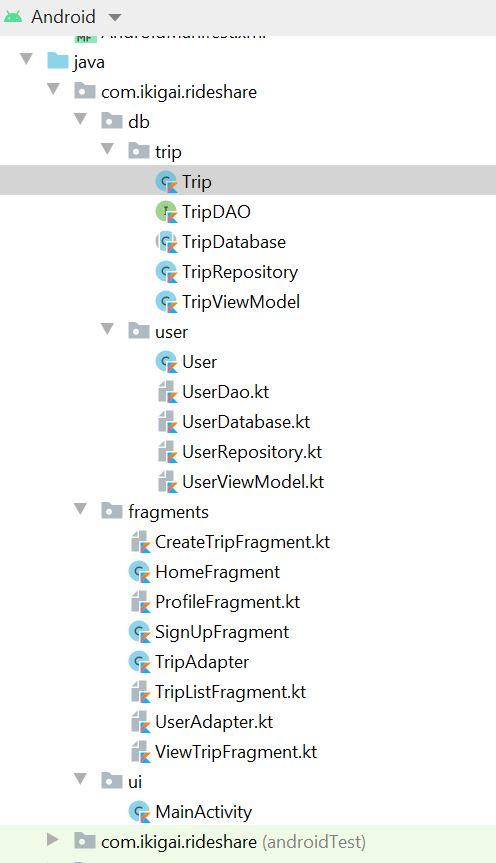 Android
AndroidManifest.xml
MF
java
com.ikigai.rideshare
db
trip
C Trip
I TripDAO
C TripDatabase
C TripRepository
C TripViewModel
user
C User
UserDao.kt
UserDatabase.kt
UserRepository.kt
UserViewModel.kt
fragments
CreateTripFragment.kt
C HomeFragment
ProfileFragment.kt
C SignUpFragment
C TripAdapter
TripListFragment.kt
UserAdapter.kt
ViewTripFragment.kt
ui
C MainActivity
com.ikigai.rideshare (androidTest)